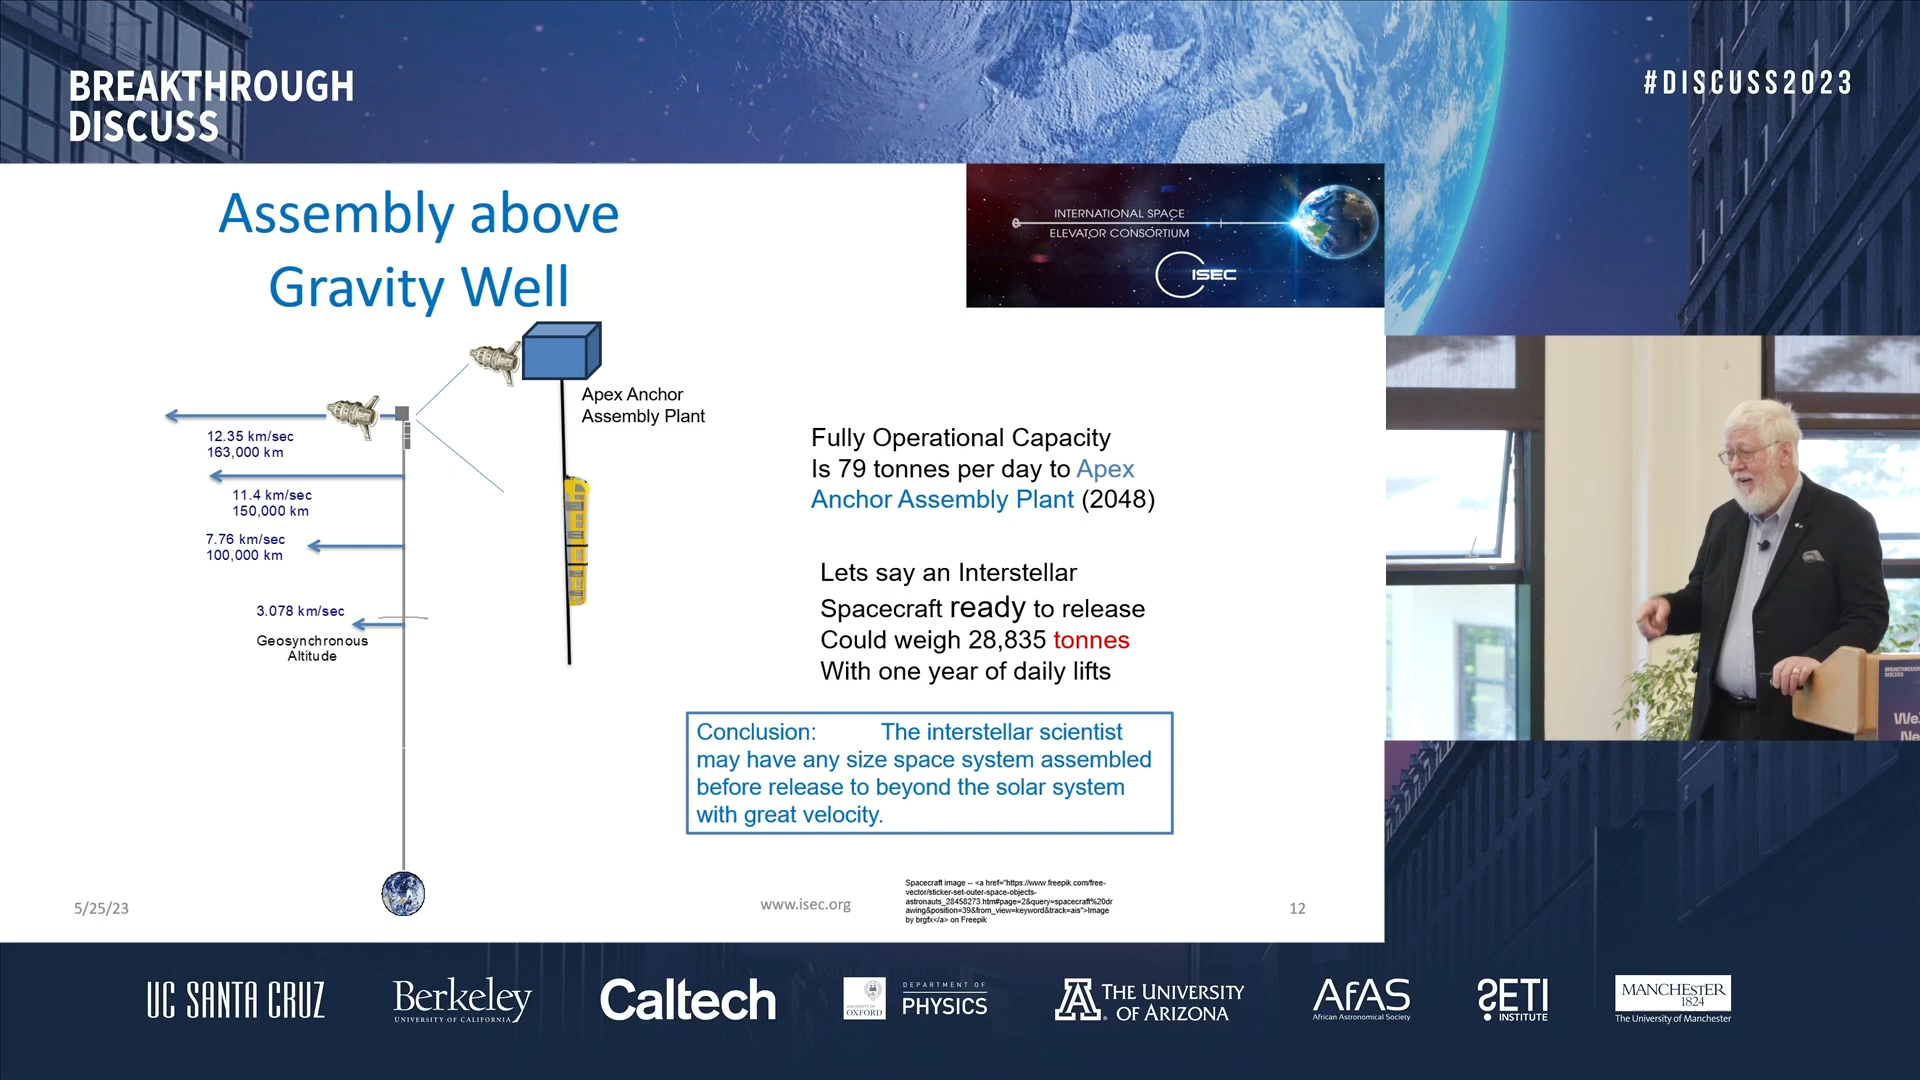 BREAKTHROUGH
DISCUSS
#DISCUSS2023
Assembly above
Gravity Well
INTERNATIONAL SPACE
ELEVATOR CONSORTIUM
ISEC
Apex Anchor
Assembly Plant
12.35 km/sec
163,000 km
11.4 km/sec
150,000 km
7.76 km/sec
100,000 km
3.078 km/sec
Geosynchronous
Altitude
Fully Operational Capacity
Is 79 tonnes per day to Apex
Anchor Assembly Plant (2048)
Lets say an Interstellar
Spacecraft ready to release
Could weigh 28,835 tonnes
With one year of daily lifts
Conclusion: The interstellar scientist
may have any size space system assembled
before release to beyond the solar system
with great velocity.
BREAKTHROUGH
DISCUSS
5/25/23
www.isec.org
Spacecraft image -- <a href="https://www.freepik.com/free-
vector/sticker-set-outer-space-objects-
astronauts_28458273.htm#page=2&query=spacecraft%20dr
awing&position=39&from_view=keyword&track=ais">Image
by brgfx</a> on Freepik
12
UC SANTA CRUZ
Berkeley
UNIVERSITY OF CALIFORNIA
Caltech
UNIVERSITY OF
OXFORD
DEPARTMENT OF
PHYSICS
A
THE UNIVERSITY
OF ARIZONA
AfAS
African Astronomical Society
SETI
INSTITUTE
MANCHESTER
1824
The University of Manchester